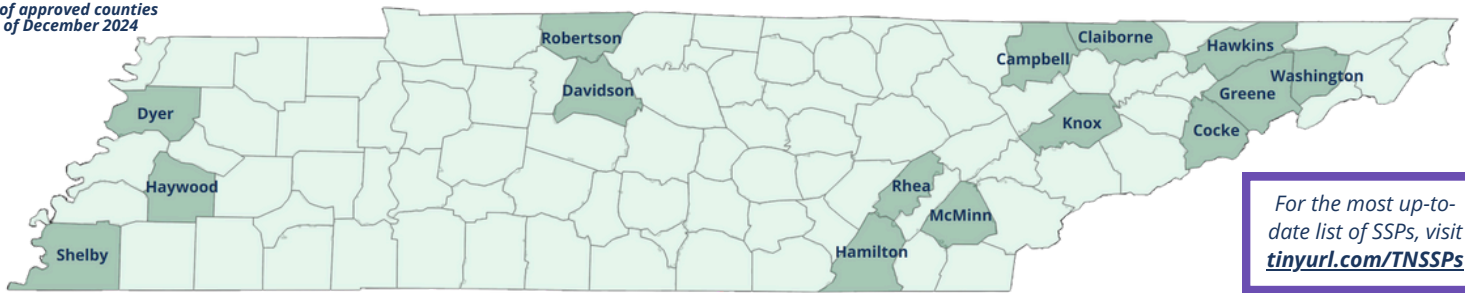 of approved counties
of December 2024
Robertson
Claiborne
Campbell
Hawkins
Washington
Davidson
Greene
Dyer
Knox
Cocke
Haywood
Rhea
McMinn
Shelby
Hamilton
For the most up-to-
date list of SSPs, visit
tinyurl.com/TNSSPs